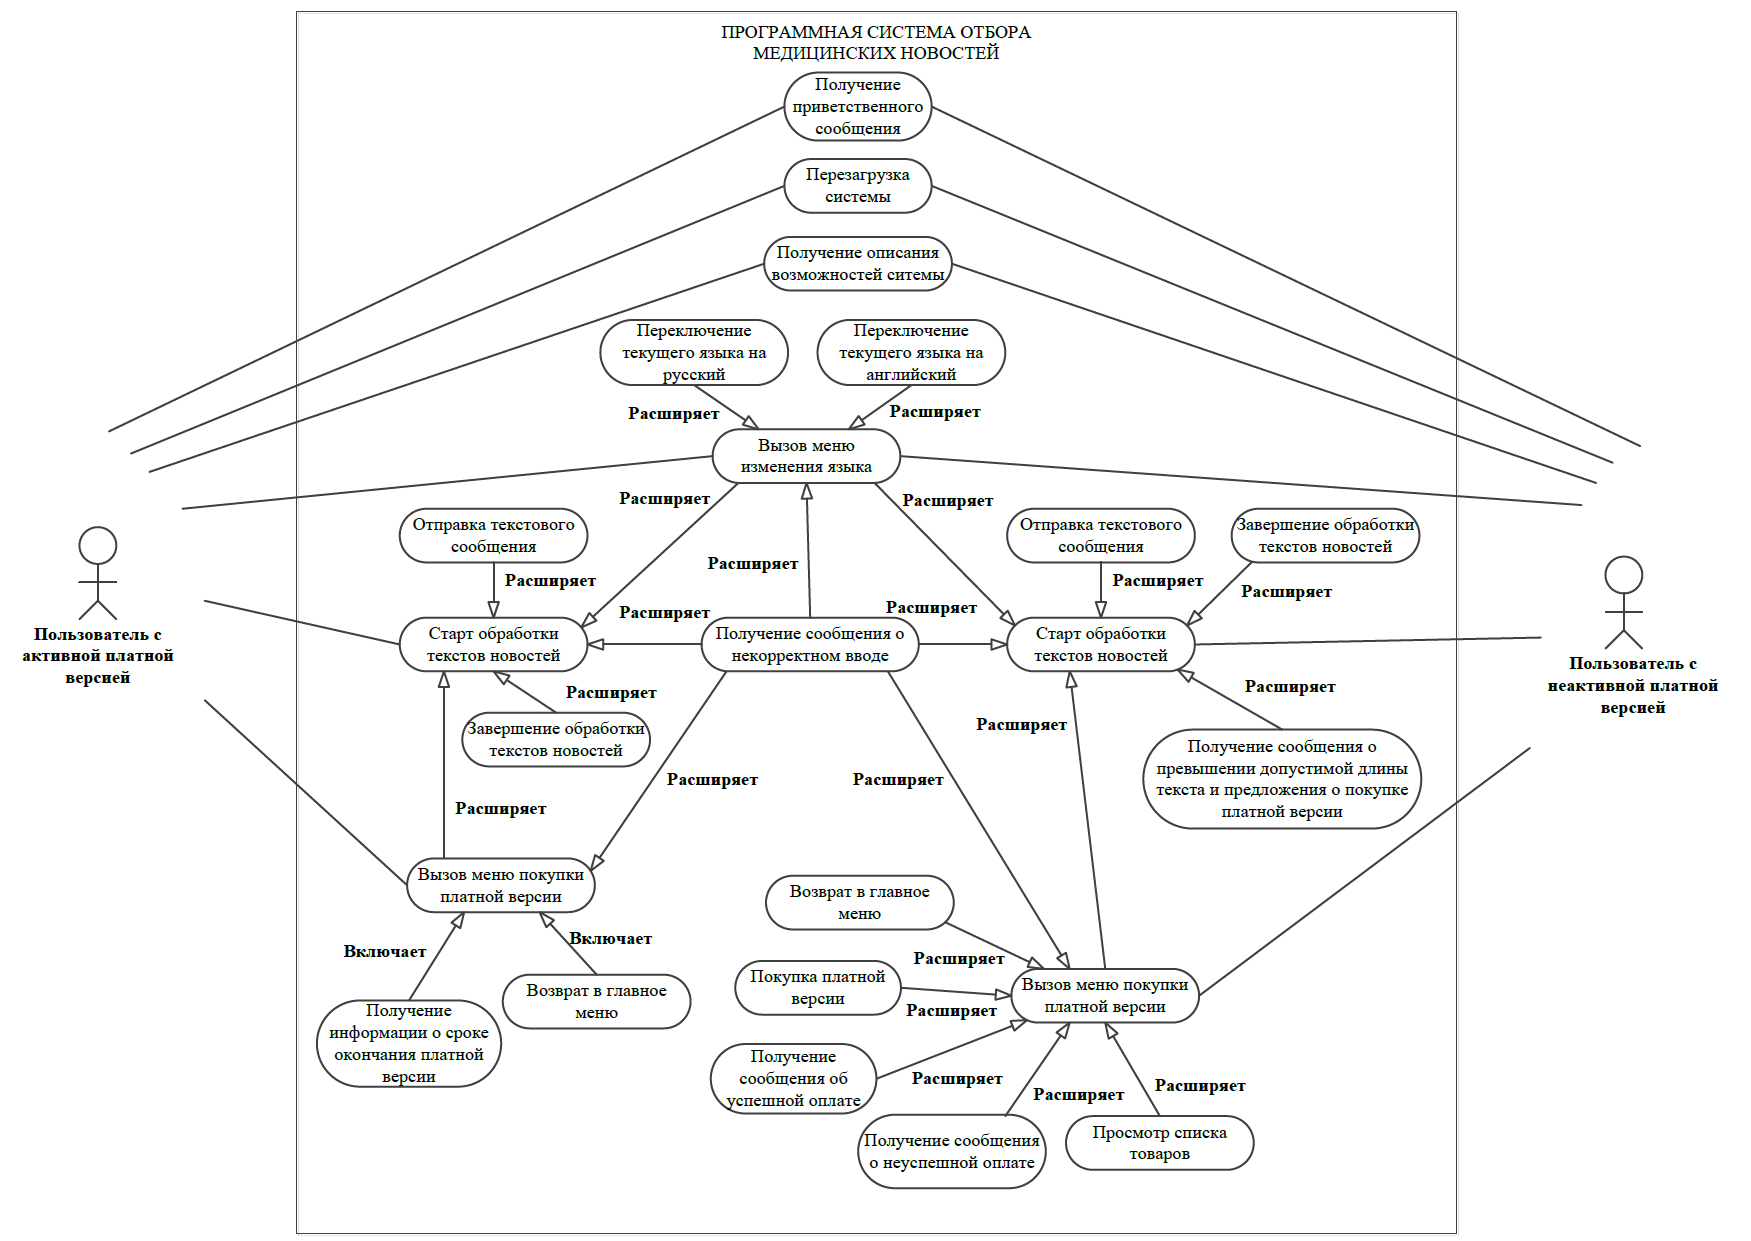 ПРОГРАММНАЯ СИСТЕМА ОТБОРА
МЕДИЦИНСКИХ НОВОСТЕЙ
Получение
приветственного
сообщения
Перезагрузка
системы
Получение описания
возможностей ситемы
Переключение
текущего языка на
русский
Переключение
текущего языка на
английский
Расширяет
Расширяет
Вызов меню
изменения языка
Расширяет
Расширяет
Отправка текстового
сообщения
Отправка текстового
сообщения
Завершение обработки
текстов новостей
Расширяет
Расширяет
Расширяет
Расширяет
Расширяет
Расширяет
Старт обработки
текстов новостей
Получение сообщения о
некорректном вводе
Старт обработки
текстов новостей
Пользователь с
активной платной
версией
Пользователь с
неактивной платной
версией
Расширяет
Расширяет
Завершение обработки
текстов новостей
Расширяет
Получение сообщения о
превышении допустимой длины
текста и предложения о покупке
платной версии
Расширяет
Расширяет
Расширяет
Вызов меню покупки
платной версии
Возврат в главное
меню
Включает
Включает
Расширяет
Покупка платной
версии
Вызов меню покупки
платной версии
Возврат в главное
меню
Получение
информации о сроке
окончания платной
версии
Расширяет
Получение
сообщения об
успешной оплате
Расширяет
Расширяет
Расширяет
Получение сообщения
о неуспешной оплате
Просмотр списка
товаров